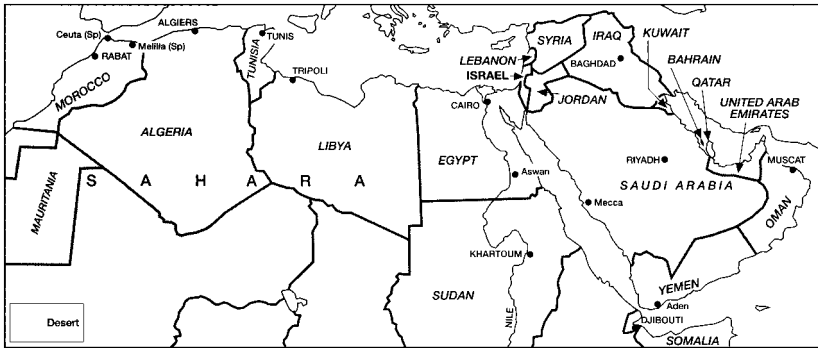 ALGIERS
Ceuta (Sp)
Melilla (Sp)
RABAT
MOROCCO
TUNIS
TUNISIA
TRIPOLI
ALGERIA
LIBYA
SAHARA
MAURITANIA
LEBANON
ISRAEL
SYRIA
IRAQ
BAGHDAD
KUWAIT
BAHRAIN
QATAR
UNITED ARAB
EMIRATES
JORDAN
CAIRO
EGYPT
Aswan
RIYADH
SAUDI ARABIA
MUSCAT
OMAN
Mecca
KHARTOUM
SUDAN
NILE
YEMEN
Aden
DJIBOUTI
SOMALIA
Desert